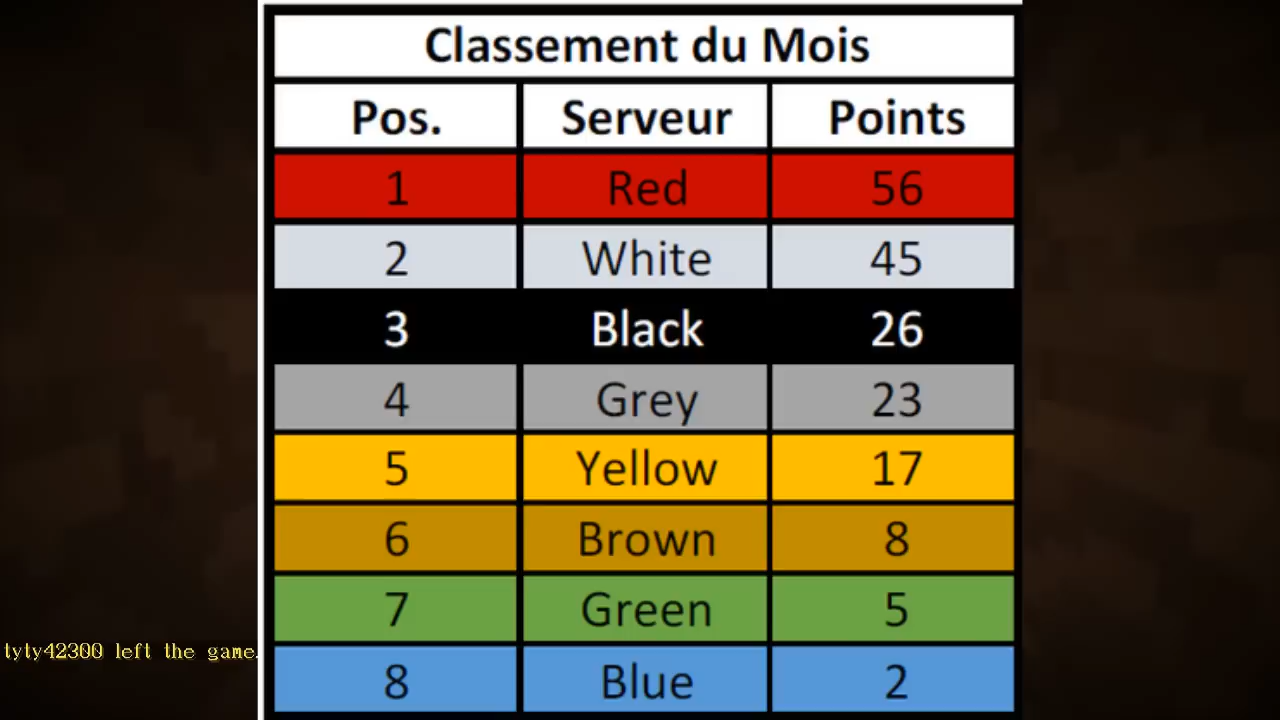 Classement du Mois
Pos. Serveur Points
1 Red 56
2 White 45
3 Black 26
4 Grey 23
5 Yellow 17
6 Brown 8
7 Green 5
tyty42300 left the game.
8 Blue 2